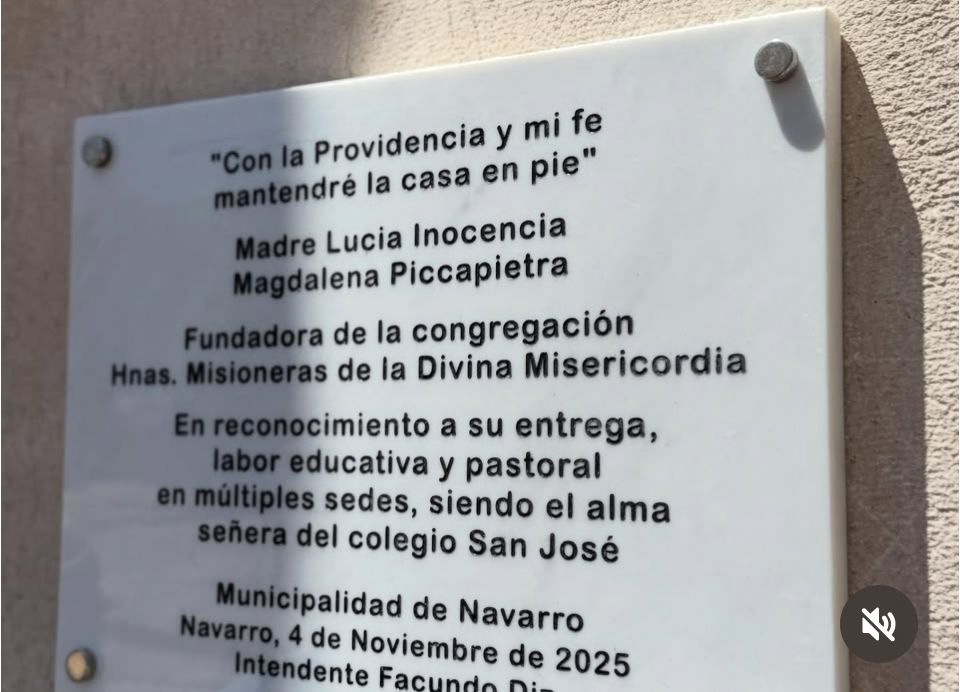 "Con la Providencia y mi fe
mantendré la casa en pie"
Madre Lucia Inocencia
Magdalena Piccapietra
Fundadora de la congregación
Hnas. Misioneras de la Divina Misericordia
En reconocimiento a su entrega,
labor educativa y pastoral
en múltiples sedes, siendo el alma
señera del colegio San José
Municipalidad de Navarro
Navarro, 4 de Noviembre de 2025
Intendente Facundo